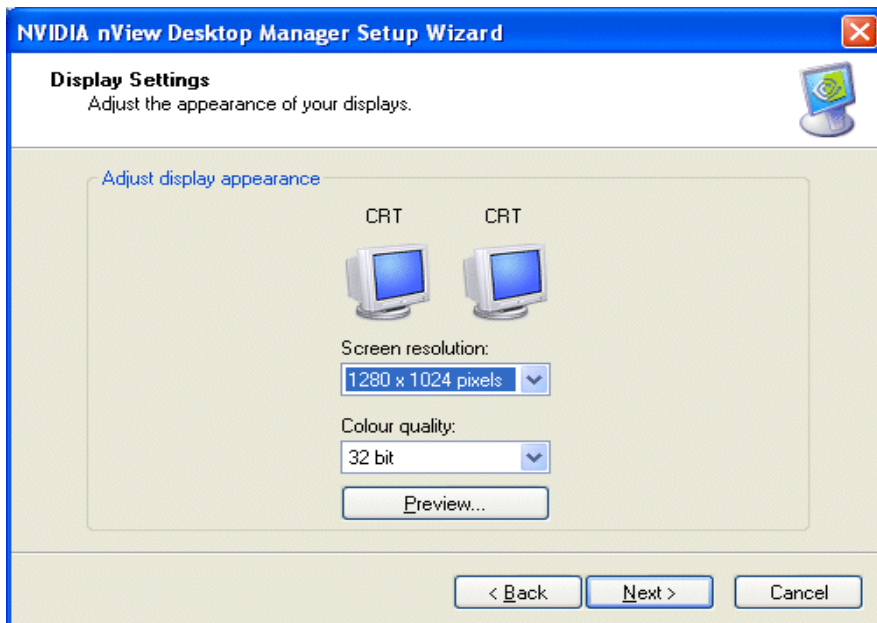 NVIDIA nView Desktop Manager Setup Wizard
Display Settings
Adjust the appearance of your displays.
Adjust display appearance
CRT CRT
Screen resolution:
1280 x 1024 pixels
Colour quality:
32 bit
Preview...
< Back Next > Cancel